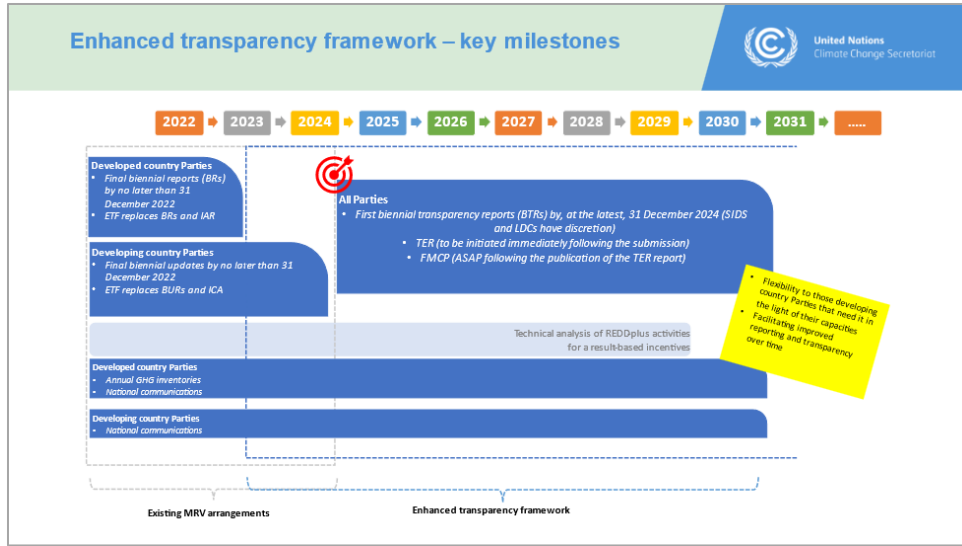 Enhanced transparency framework – key milestones
United Nations
Climate Change Secretariat
2022
2023
2024
2025
2026
2027
2028
2029
2030
2031
.....
Developed country Parties
• Final biennial reports (BRs)
by no later than 31
December 2022
• ETF replaces BRs and IAR
All Parties
• First biennial transparency reports (BTRs) by, at the latest, 31 December 2024 (SIDS
and LDCs have discretion)
• TER (to be initiated immediately following the submission)
• FMCP (ASAP following the publication of the TER report)
Developing country Parties
• Final biennial updates by no later than 31
December 2022
• ETF replaces BURs and ICA
• Flexibility to those developing
country Parties that need it in
the light of their capacities
• Facilitating improved
reporting and transparency
over time
Technical analysis of REDDplus activities
for a result-based incentives
Developed country Parties
- Annual GHG inventories
- National communications
Developing country Parties
- National communications
Existing MRV arrangements
Enhanced transparency framework